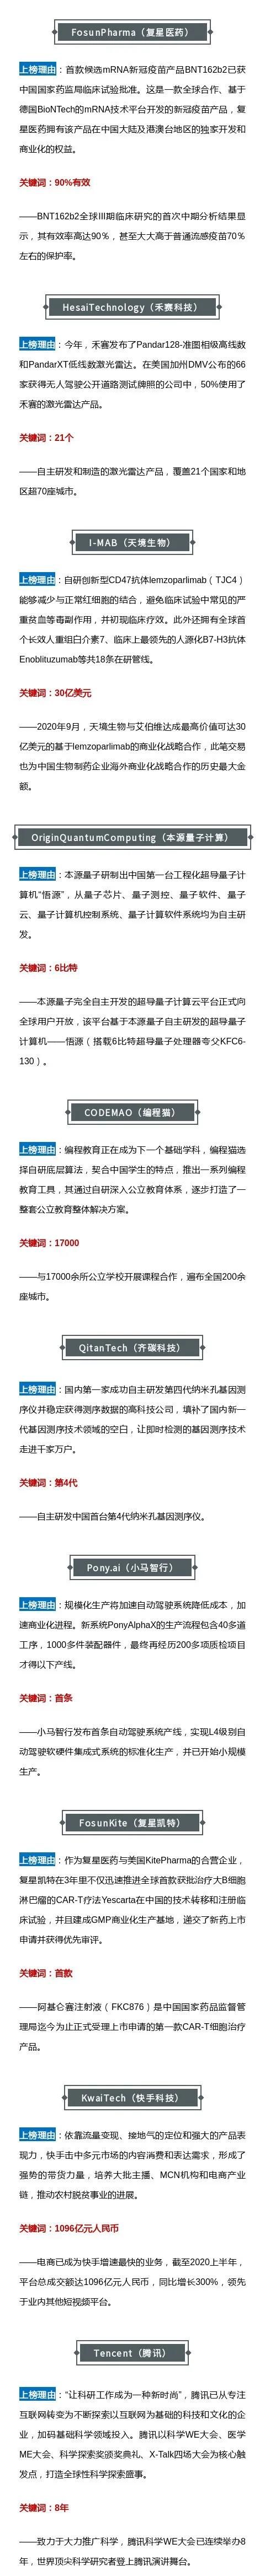 FosunPharma（复星医药）
上榜理由：首款候选mRNA新冠疫苗产品BNT162b2已获
中国国家药监局临床试验批准。这是一款全球合作、基于
德国BioNTech的mRNA技术平台开发的新冠疫苗产品，复
星医药拥有该产品在中国大陆及港澳台地区的独家开发和
商业化的权益。
关键词：90%有效
——BNT162b2全球III期临床研究的首次中期分析结果显
示，其有效率高达90%，甚至大大高于普通流感疫苗70%
左右的保护率。
HesaiTechnology（禾赛科技）
上榜理由：今年，禾赛发布了Pandar128-准图相级高线数
和PandarXT低线数激光雷达。在美国加州DMV公布的66
家获得无人驾驶公开道路测试牌照的公司中，50%使用了
禾赛的激光雷达产品。
关键词：21个
——自主研发和制造的激光雷达产品，覆盖21个国家和地
区超70座城市。
I-MAB（天境生物）
上榜理由：自研创新型CD47抗体lemzoparlimab（TJC4）
能够减少与正常红细胞的结合，避免临床试验中常见的严
重贫血等毒副作用，并初现临床疗效。此外还拥有全球首
个长效人重组白介素7、临床上最领先的人源化B7-H3抗体
Enoblituzumab等共18条在研管线。
关键词：30亿美元
——2020年9月，天境生物与艾伯维达成最高价值可达30
亿美元的基于lemzoparlimab的商业化战略合作，此笔交易
也为中国生物制药企业海外商业化战略合作的历史最大金
额。
OriginQuantumComputing（本源量子计算）
上榜理由：本源量子研制出中国第一台工程化超导量子计
算机“悟源”，从量子芯片、量子测控、量子软件、量子
云、量子计算机控制系统、量子计算软件系统均为自主研
发。
关键词：6比特
——本源量子完全自主开发的超导量子计算云平台正式向
全球用户开放，该平台基于本源量子自主研发的超导量子
计算机——悟源（搭载6比特超导量子处理器夸父KFC6-
130）。
CODEMAO（编程猫）
上榜理由：编程教育正在成为下一个基础学科，编程猫选
择自研底层算法，契合中国学生的特点，推出一系列编程
教育工具，其通过自研深入公立教育体系，逐步打造了一
整套公立教育整体解决方案。
关键词：17000
——与17000余所公立学校开展课程合作，遍布全国200余
座城市。
QitanTech（齐碳科技）
上榜理由：国内第一家成功自主研发第四代纳米孔基因测
序仪并稳定获得测序数据的高科技公司，填补了国内新一
代基因测序技术领域的空白，让即时检测的基因测序技术
走进千家万户。
关键词：第4代
——自主研发中国首台第4代纳米孔基因测序仪。
Pony.ai（小马智行）
上榜理由：规模化生产将加速自动驾驶系统降低成本，加
速商业化进程。新系统PonyAlphaX的生产流程包含40多道
工序，1000多件装配器件，最终再经历200多项质检项目
才得以下产线。
关键词：首条
——小马智行发布首条自动驾驶系统产线，实现L4级别自
动驾驶软硬件集成式系统的标准化生产，并已开始小规模
生产。
FosunKite（复星凯特）
上榜理由：作为复星医药与美国KitePharma的合营企业，
复星凯特在3年里不仅迅速推进全球首款获批治疗大B细胞
淋巴瘤的CAR-T疗法Yescarta在中国的技术转移和注册临
床试验，并且建成GMP商业化生产基地，递交了新药上市
申请并获得优先审评。
关键词：首款
——阿基仑赛注射液（FKC876）是中国国家药品监督管
理局迄今为止正式受理上市申请的第一款CAR-T细胞治疗
产品。
KwaiTech（快手科技）
上榜理由：依靠流量变现、接地气的定位和强大的产品表
现力，快手击中多元市场的内容消费和表达需求，形成了
强势的带货力量，培养大批主播、MCN机构和电商产业
链，推动农村脱贫事业的进展。
关键词：1096亿元人民币
——电商已成为快手增速最快的业务，截至2020上半年，
平台总成交额达1096亿元人民币，同比增长300%，领先
于业内其他短视频平台。
Tencent（腾讯）
上榜理由：“让科研工作成为一种新时尚”，腾讯已从专注
互联网转变为不断探索以互联网为基础的科技和文化的企
业，加码基础科学领域投入。腾讯以科学WE大会、医学
ME大会、科学探索奖颁奖典礼、X-Talk四场大会为核心触
发点，打造全球性科学探索盛事。
关键词：8年
——致力于大力推广科学，腾讯科学WE大会已连续举办8
年，世界顶尖科学研究者登上腾讯演讲舞台。